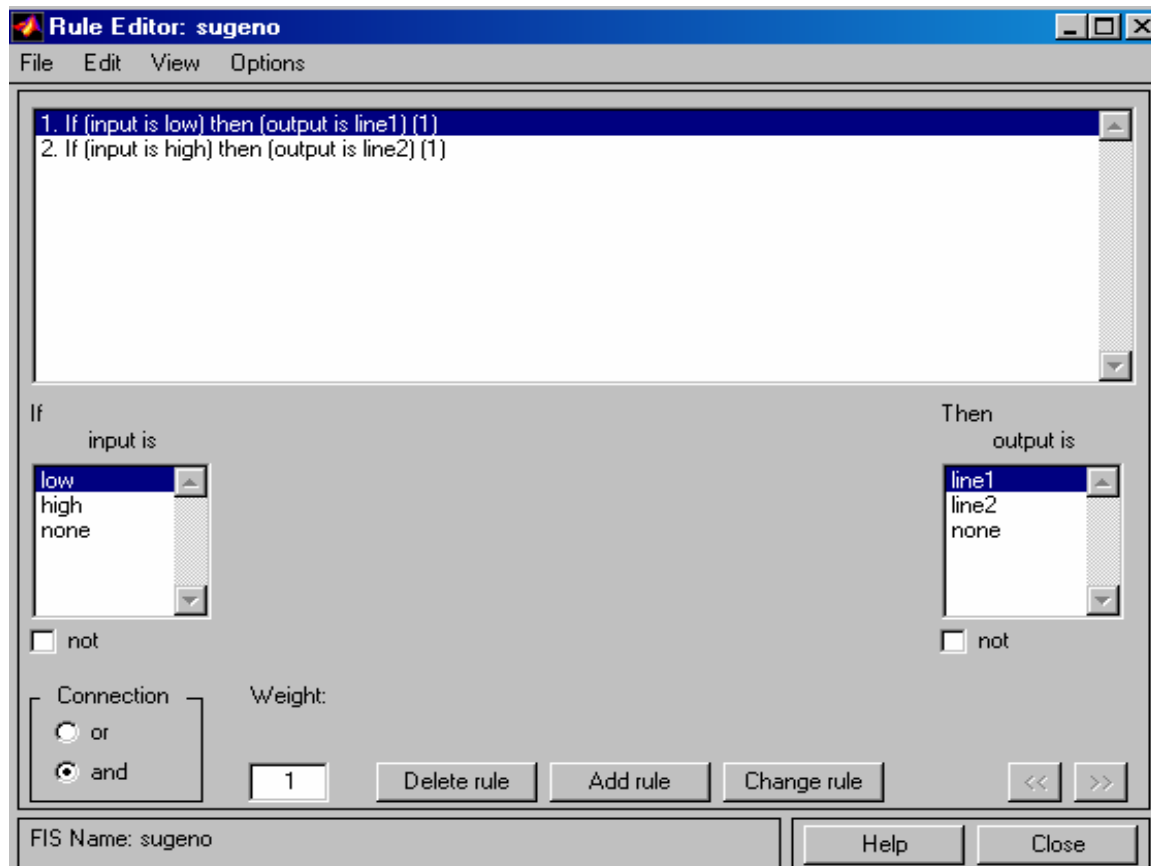 Rule Editor: sugeno
File Edit View Options
1. If (input is low) then (output is line1) (1)
2. If (input is high) then (output is line2) (1)
If
input is
low
high
none
not
Then
output is
line1
line2
none
not
Connection
or
and
Weight:
1
Delete rule Add rule Change rule << >>
FIS Name: sugeno
Help Close